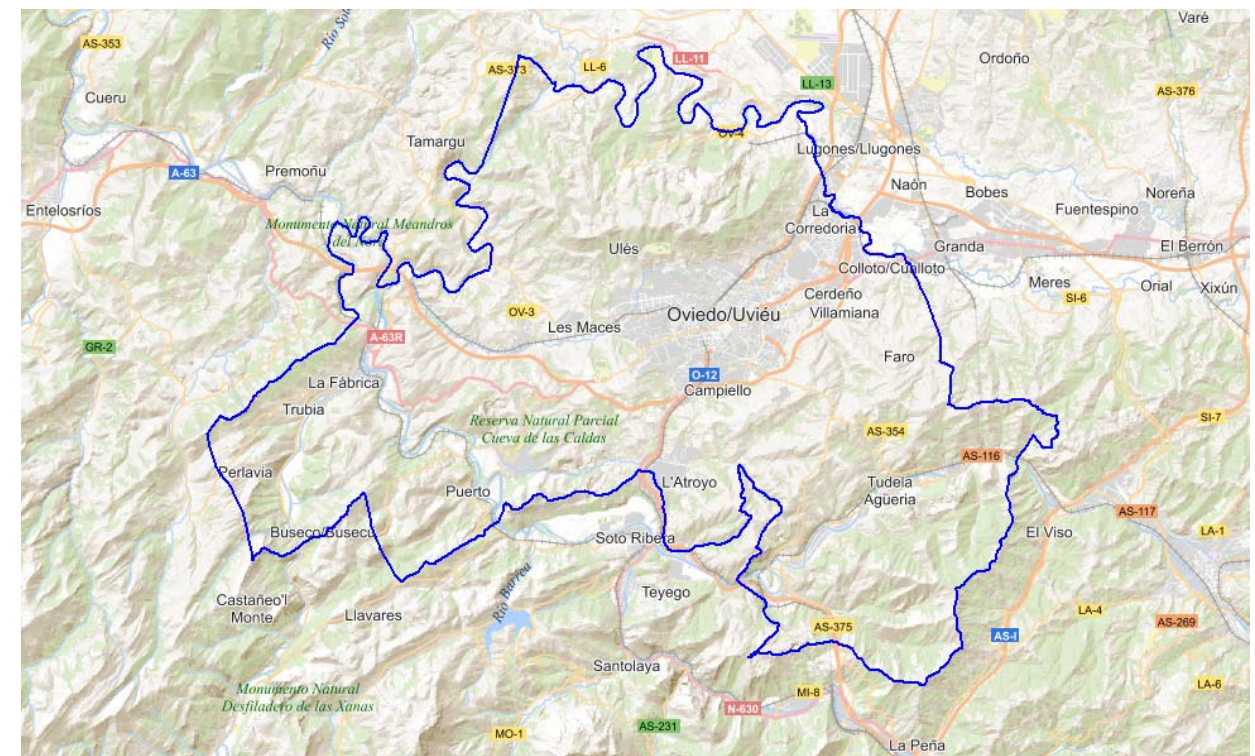 Varé
AS-353
Río Soto
AS-373
LL-6
LL-11
Ordoño
LL-13
Cueru
AS-376
OV-4
Tamargu
Lugones/Llugones
A-63
Premoñu
Naón
Bobes
Noreña
Entelosríos
La
Corredoria
Fuentespino
Monumento Natural Meandros
del Nora
Ulés
Granda
El Berrón
Colloto/Cualloto
Meres
Orial
Xixún
SI-6
Cerdeño
Villamiana
OV-3
Les Maces
Oviedo/Uviéu
A-63R
GR-2
Faro
O-12
La Fábrica
Campiello
Trubia
SI-7
Reserva Natural Parcial
Cueva de las Caldas
AS-354
AS-116
Perlavia
Puerto
L'Atroyo
Tudela
Agüeria
AS-117
Buseco/Busecu
Soto Ribera
El Viso
LA-1
Río Barrea
Castañeo'l
Monte
Llavares
Teyego
LA-4
AS-375
AS-I
AS-269
Santolaya
Monumento Natural
Desfiladero de las Xanas
MI-8
LA-6
N-630
AS-231
MO-1
La Peña